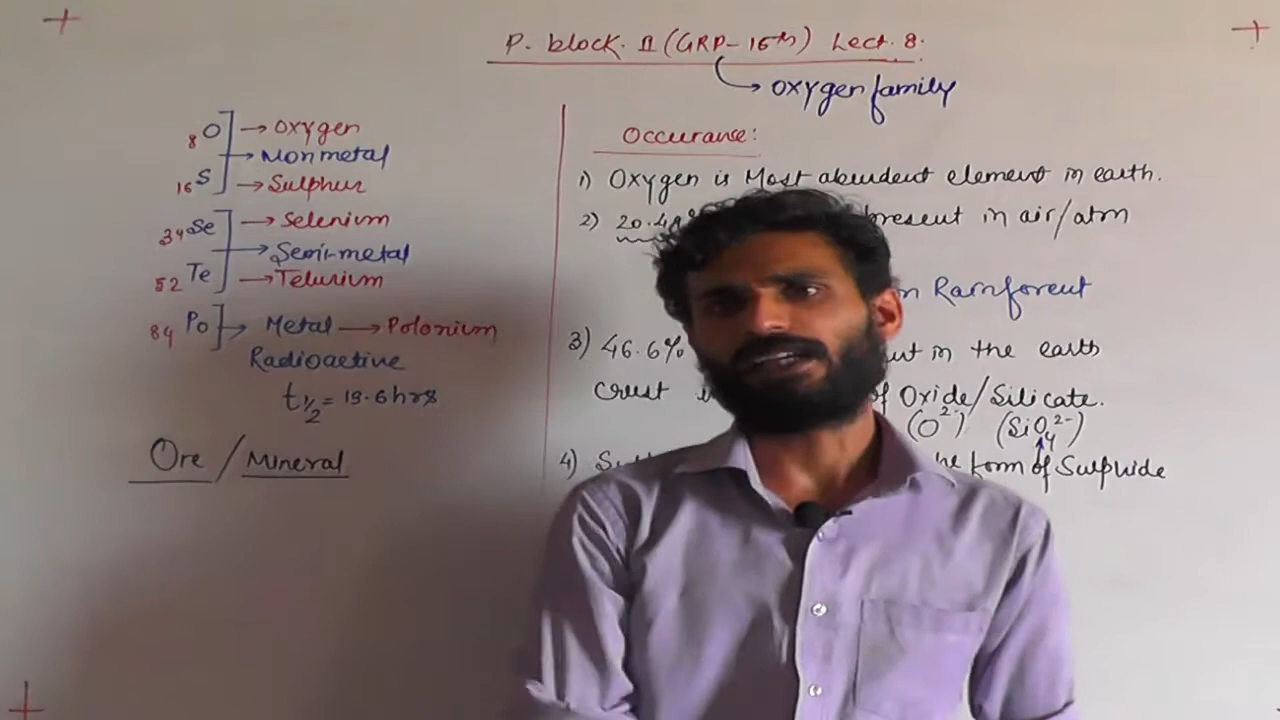 P. block. II (GRP-16th) Lect. 8.
oxygen family
8 O → oxygen
→ Nonmetal
16 S → Sulphur
34 Se → Selenium
→ Semi-metal
52 Te → Telurium
84 Po → Metal → Polonium
Radioactive
t½ = 13.6 hrs
Ore / Mineral
Occurance:
1) Oxygen is Most abundent element in earth.
2) 20.4 present in air/atm
Rainforest
3) 46.6% in the earth
Crust of Oxide/Silicate.
(O2-) (SiO4 2-)
4) form of Sulphide